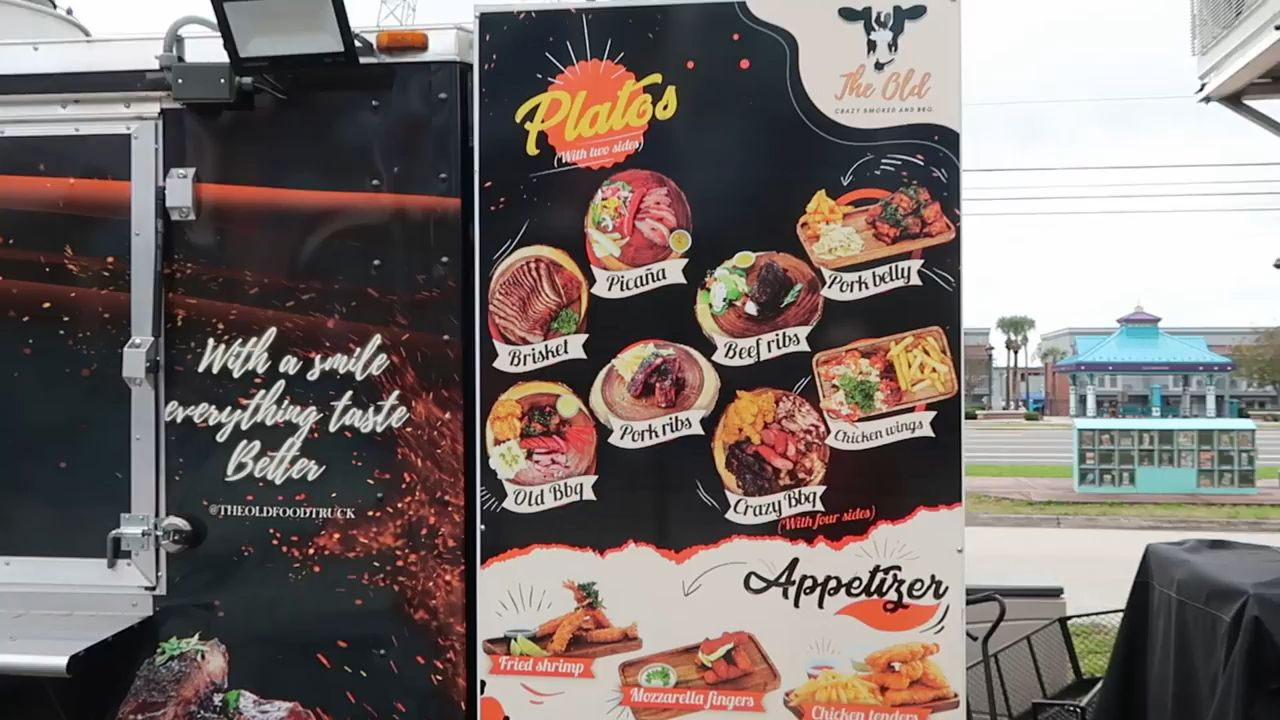 With a smile
everything taste
Better
@THEOLDFOODTRUCK
The Old
CRAZY SMOKED AND BBQ.
Platos
(With two sides)
Picaña
Pork belly
Brisket
Beef ribs
Pork ribs
Chicken wings
Old Bbq
Crazy Bbq
(With four sides)
Appetizer
Fried shrimp
Mozzarella fingers
Chicken tenders